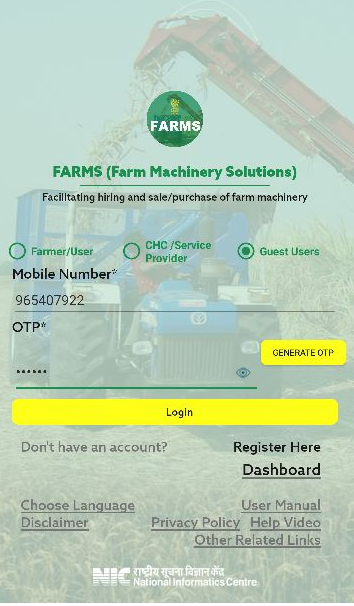 FARMS
FARMS (Farm Machinery Solutions)
Facilitating hiring and sale/purchase of farm machinery
Farmer/User
CHC /Service
Provider
Guest Users
Mobile Number*
965407922
OTP*
GENERATE OTP
••••••
Login
Don't have an account? Register Here
Dashboard
Choose Language User Manual
Disclaimer Privacy Policy Help Video
Other Related Links
NIC राष्ट्रीय सूचना विज्ञान केंद्र
National Informatics Centre